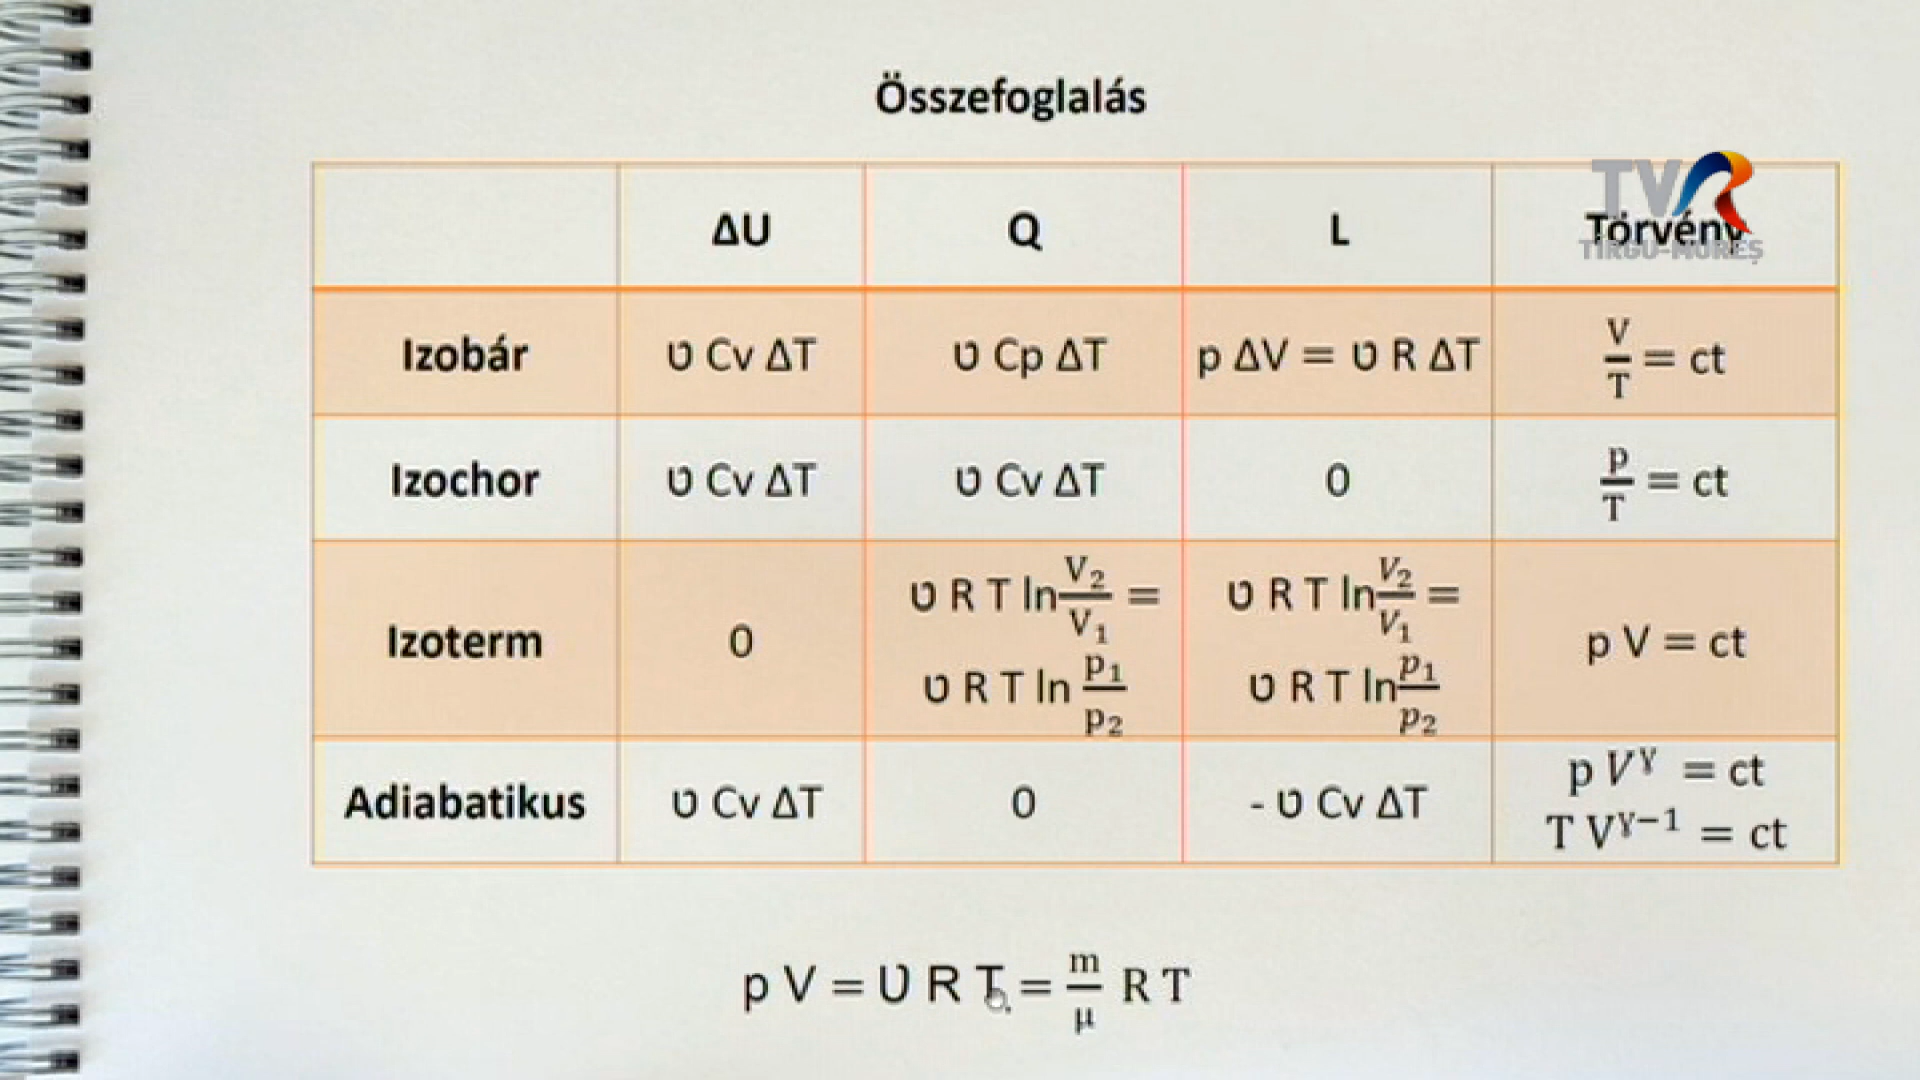 Összefoglalás
TVR
TÎRGU-MUREȘ
ΔU Q L Törvény
Izobár ʋ Cv ΔT ʋ Cp ΔT p ΔV = ʋ R ΔT V/T = ct
Izochor ʋ Cv ΔT ʋ Cv ΔT 0 p/T = ct
Izoterm 0 ʋ R T ln V₂/V₁ = ʋ R T ln p₁/p₂ ʋ R T ln V₂/V₁ = ʋ R T ln p₁/p₂ p V = ct
Adiabatikus ʋ Cv ΔT 0 - ʋ Cv ΔT p V^γ = ct T V^γ−1 = ct
p V = ʋ R T = m/μ R T